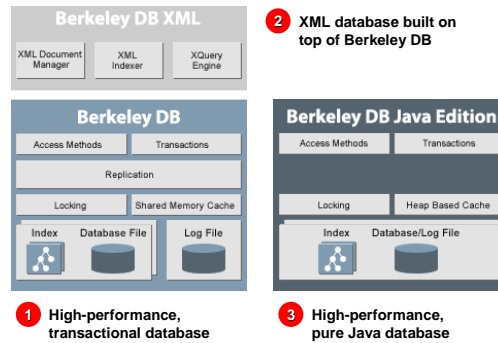 Berkeley DB XML
XML Document
Manager
XML
Indexer
XQuery
Engine
2 XML database built on
top of Berkeley DB
Berkeley DB
Access Methods
Transactions
Replication
Locking
Shared Memory Cache
Index
Database File
Log File
1 High-performance,
transactional database
Berkeley DB Java Edition
Access Methods
Transactions
Locking
Heap Based Cache
Index
Database/Log File
3 High-performance,
pure Java database